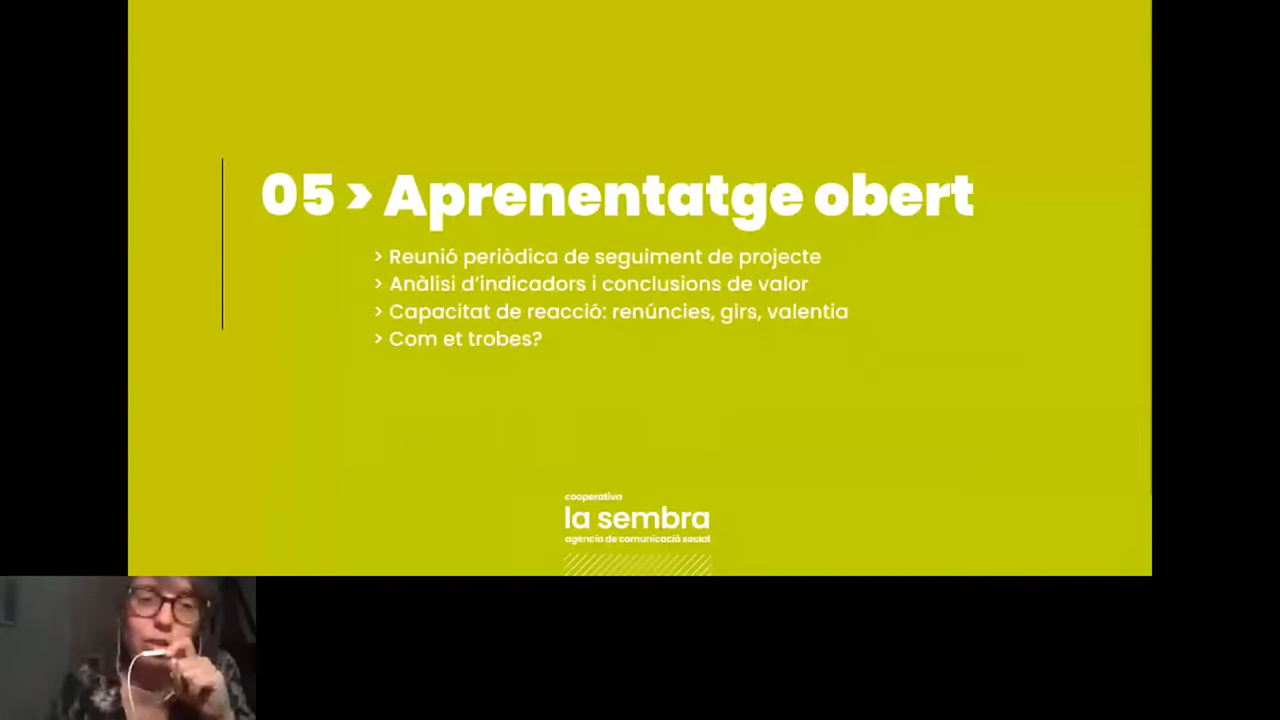 05 > Aprenentatge obert
> Reunió periòdica de seguiment de projecte
> Anàlisi d'indicadors i conclusions de valor
> Capacitat de reacció: renúncies, girs, valentia
> Com et trobes?
cooperativa
la sembra
agència de comunicació social